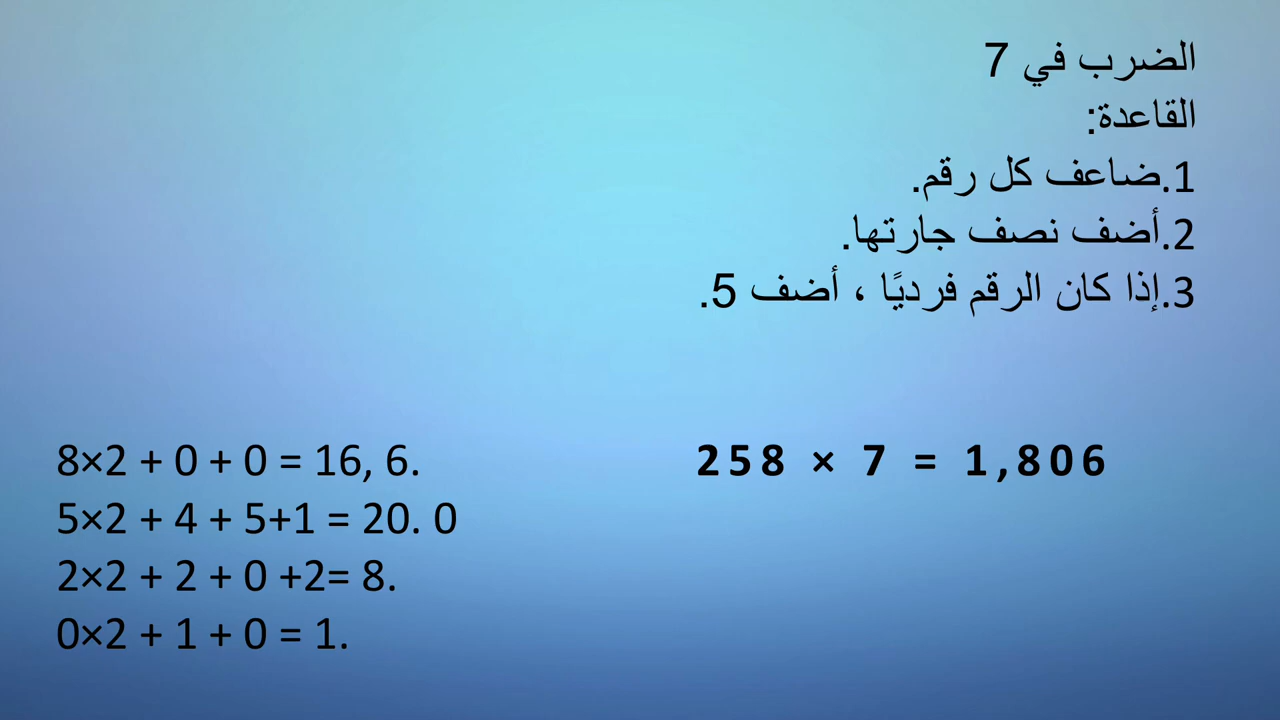 الضرب في 7
القاعدة:
1.ضاعف كل رقم.
2.أضف نصف جارتها.
3.إذا كان الرقم فرديًا ، أضف 5.
258 × 7 = 1,806
8×2 + 0 + 0 = 16, 6.
5×2 + 4 + 5+1 = 20. 0
2×2 + 2 + 0 +2= 8.
0×2 + 1 + 0 = 1.